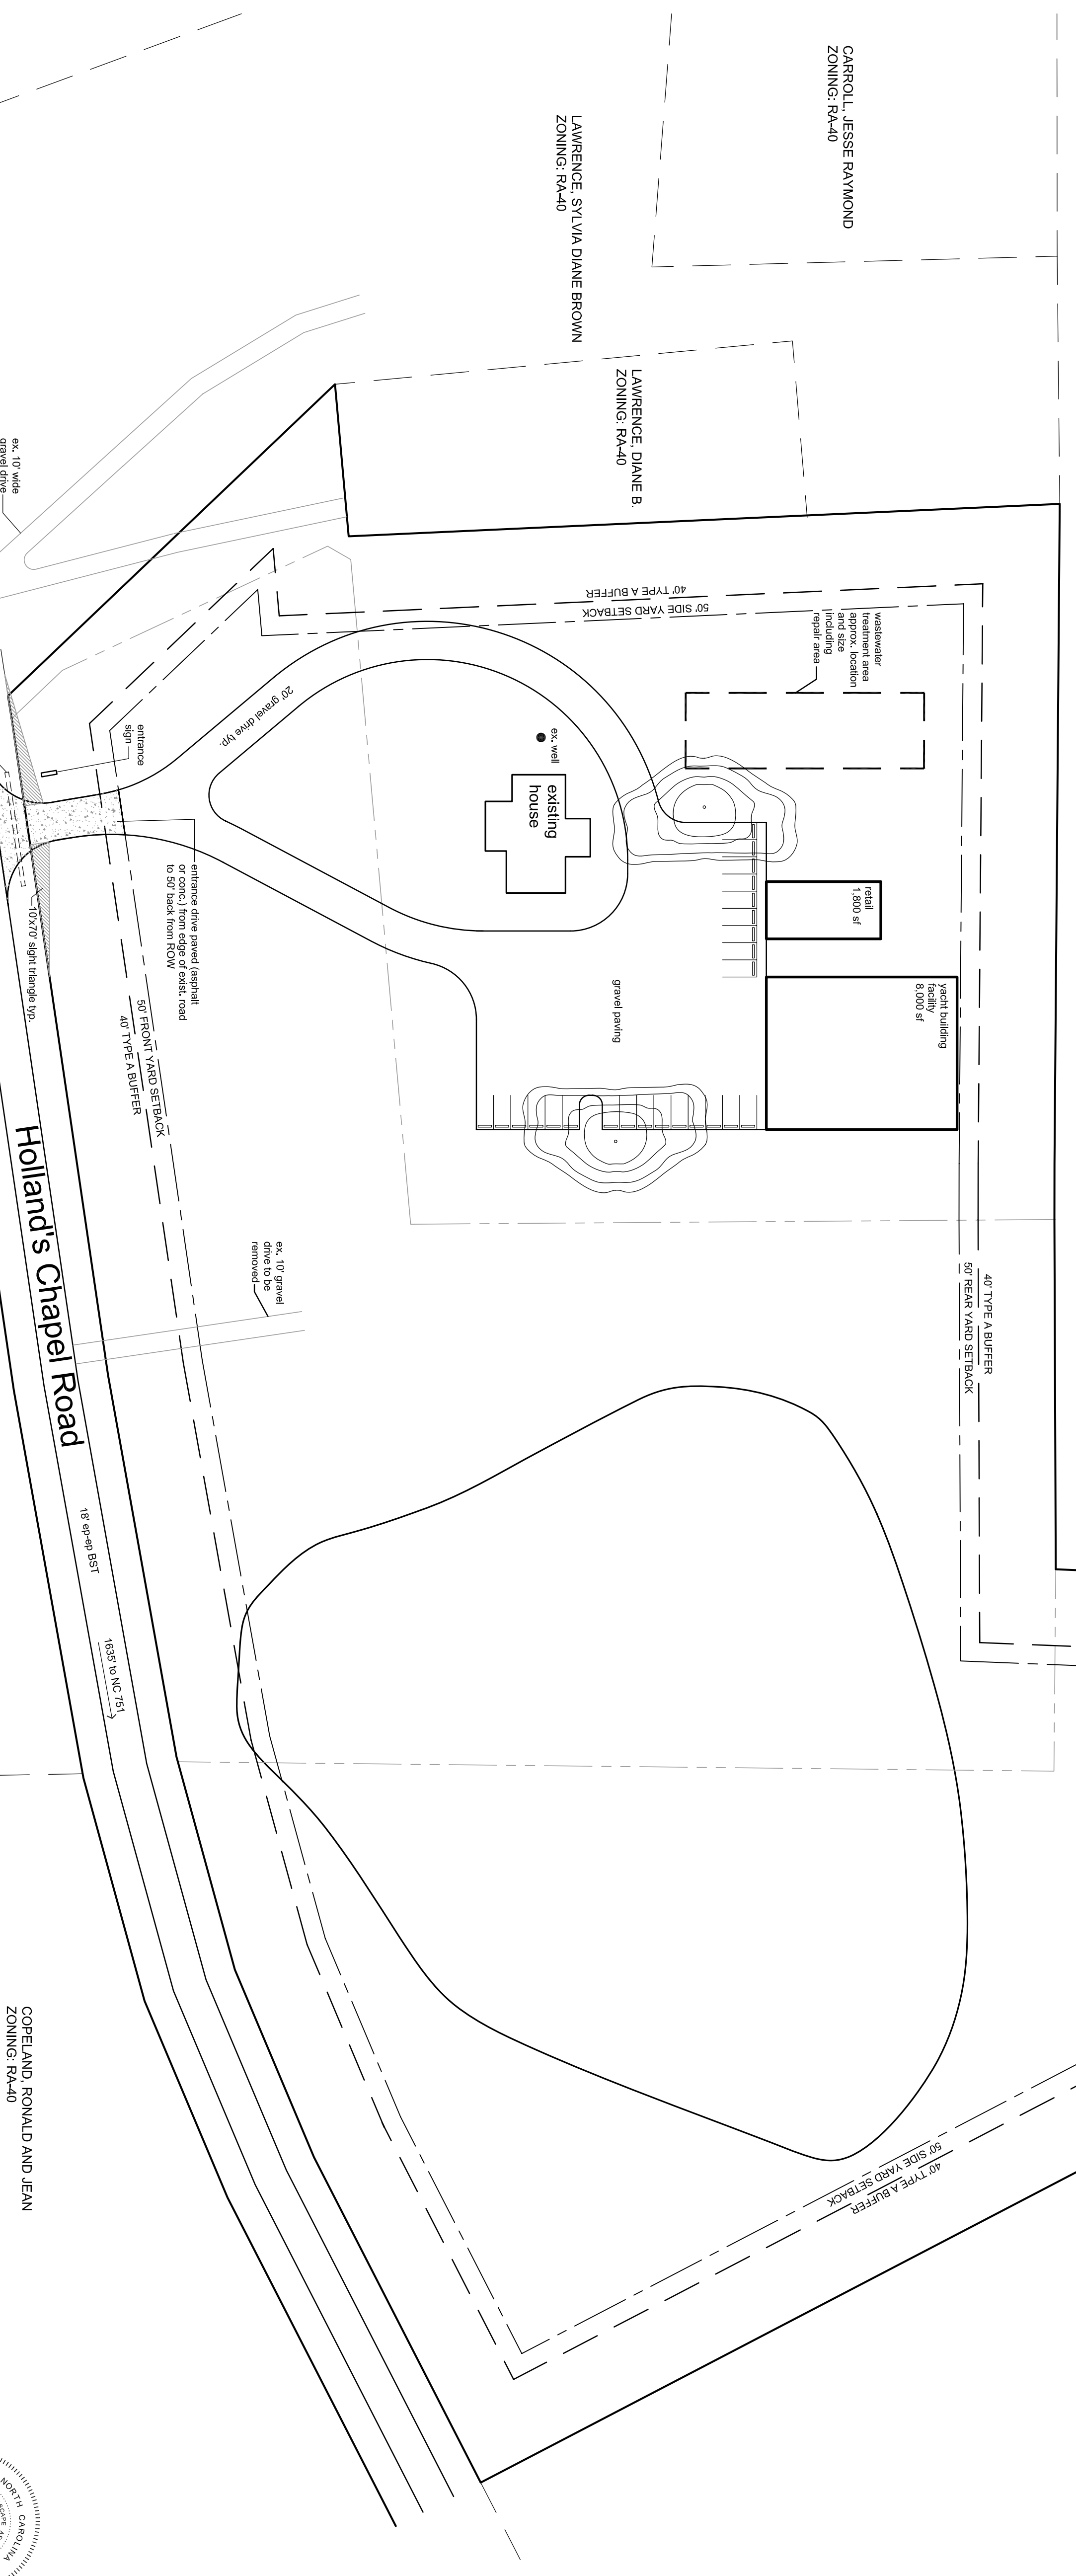 CARROLL, JESSE RAYMOND
ZONING: RA-40
LAWRENCE, SYLVIA DIANE BROWN
ZONING: RA-40
LAWRENCE, DIANE B.
ZONING: RA-40
ex. 10' wide
gravel drive
40' TYPE A BUFFER
50' SIDE YARD SETBACK
wastewater
treatment area
approx. location
and size
including
repair area
20' gravel drive typ.
entrance
sign
ex. well
existing
house
retail
1,800 sf
yacht building
facility
8,000 sf
gravel paving
entrance drive paved (asphalt
or conc.) from edge of exist. road
to 50' back from ROW
10'x70' sight triangle typ.
50' FRONT YARD SETBACK
40' TYPE A BUFFER
Holland's Chapel Road
ex. 10' gravel
drive to be
removed
40' TYPE A BUFFER
50' REAR YARD SETBACK
18' ep-ep BST
1635' to NC 751
COPELAND, RONALD AND JEAN
ZONING: RA-40
50' SIDE YARD SETBACK
40' TYPE A BUFFER
NORTH CAROLINA